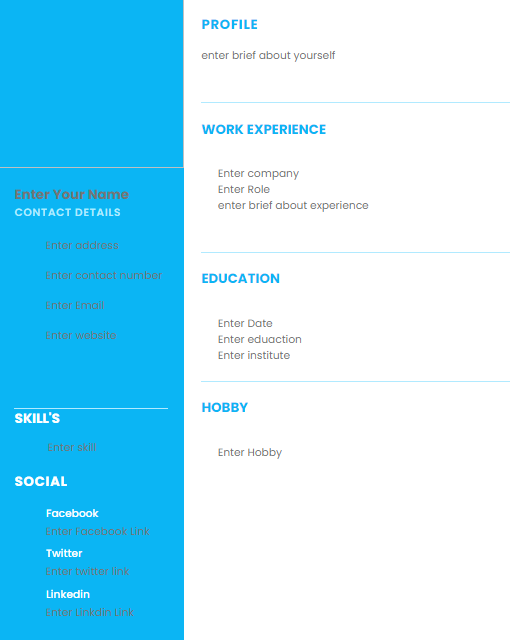 Enter Your Name
CONTACT DETAILS
Enter address
Enter contact number
Enter Email
Enter website
SKILL'S
Enter skill
SOCIAL
Facebook
Enter Facebook Link
Twitter
Enter twitter link
Linkedin
Enter Linkdin Link
PROFILE
enter brief about yourself
WORK EXPERIENCE
Enter company
Enter Role
enter brief about experience
EDUCATION
Enter Date
Enter eduaction
Enter institute
HOBBY
Enter Hobby